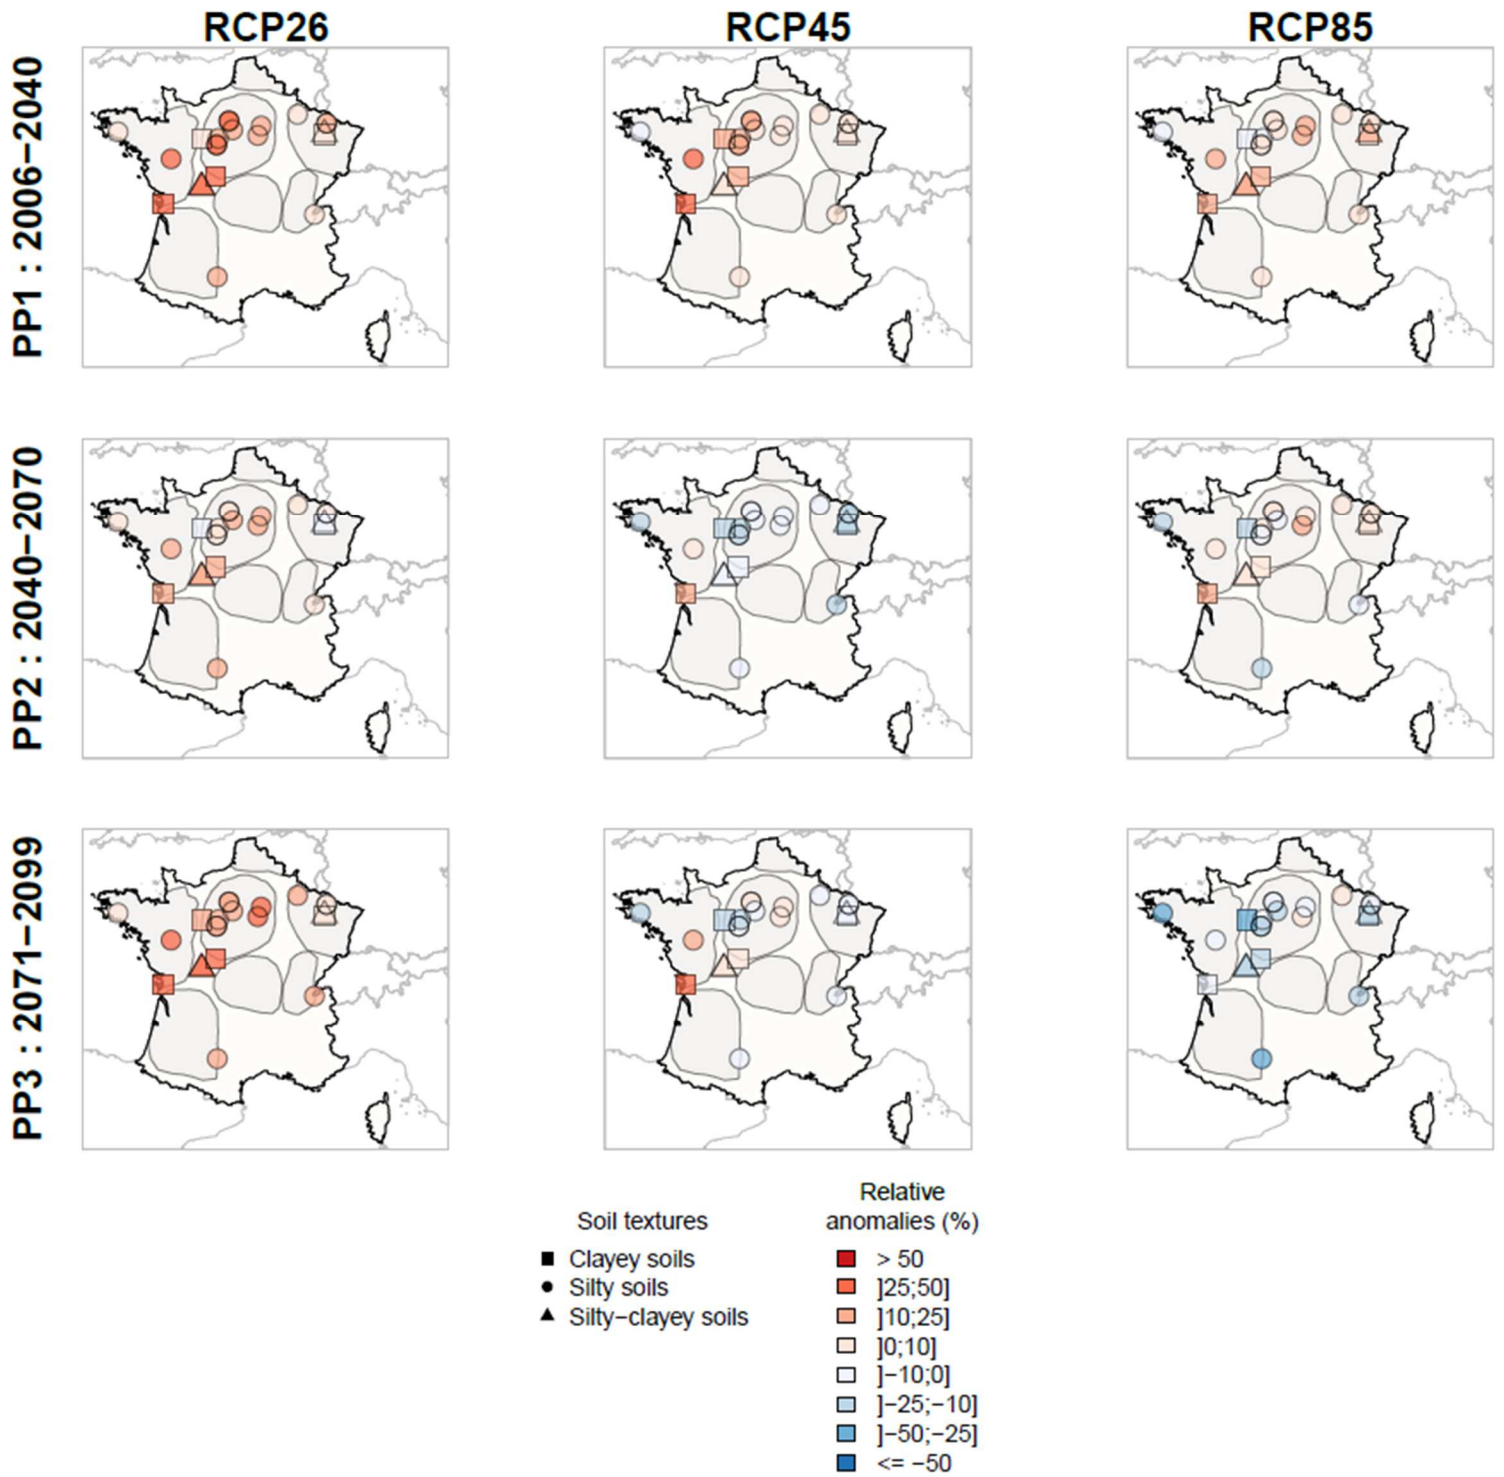 RCP26
RCP45
RCP85
PP1 : 2006−2040
PP2 : 2040−2070
PP3 : 2071−2099
Soil textures
Clayey soils
Silty soils
Silty−clayey soils
Relative
anomalies (%)
> 50
]25;50]
]10;25]
]0;10]
]−10;0]
]−25;−10]
]−50;−25]
<= −50